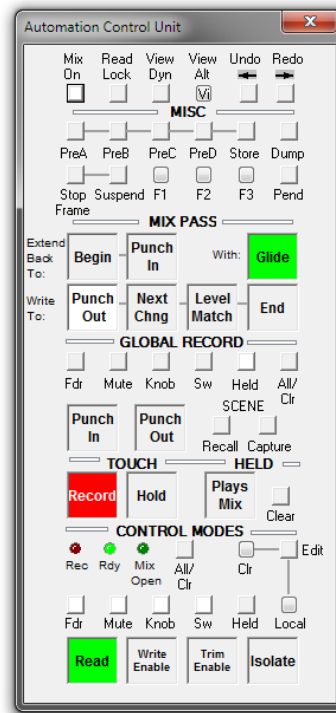 Automation Control Unit
Mix On Read Lock View Dyn View Alt Undo Redo
Vi
MISC
PreA PreB PreC PreD Store Dump
Stop Frame Suspend F1 F2 F3 Pend
MIX PASS
Extend Back To: Begin Punch In With: Glide
Write To: Punch Out Next Chng Level Match End
GLOBAL RECORD
Fdr Mute Knob Sw Held All/ Clr
Punch In Punch Out SCENE
Recall Capture
TOUCH HELD
Record Hold Plays Mix Clear
CONTROL MODES
Rec Rdy Mix Open All/ Clr Clr Edit
Fdr Mute Knob Sw Held Local
Read Write Enable Trim Enable Isolate